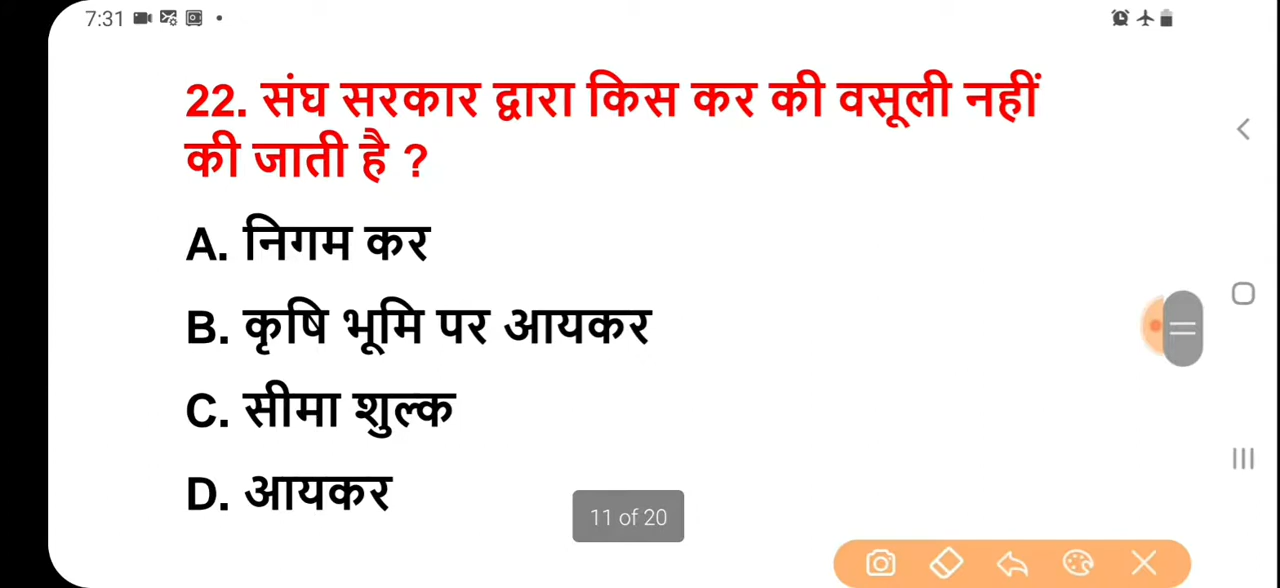 7:31
22. संघ सरकार द्वारा किस कर की वसूली नहीं
की जाती है ?
A. निगम कर
B. कृषि भूमि पर आयकर
C. सीमा शुल्क
D. आयकर
11 of 20